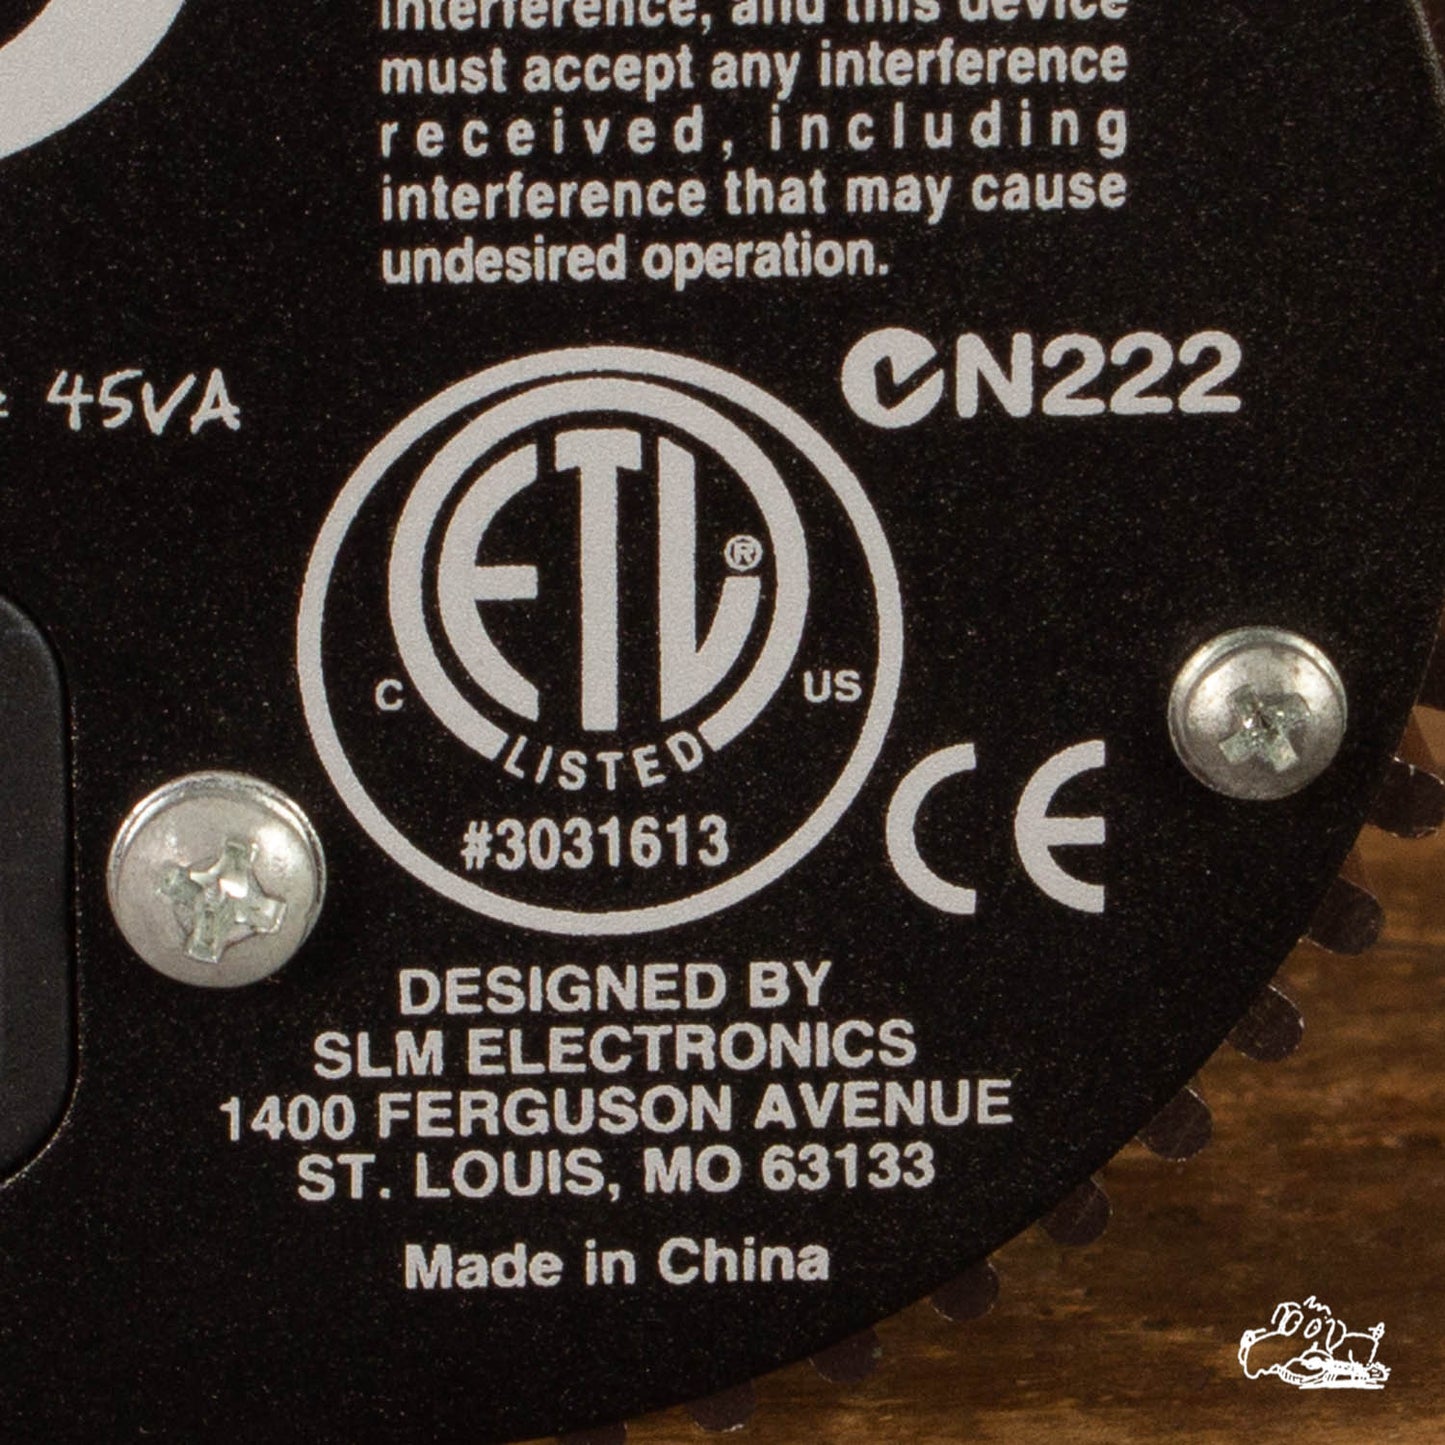 interference, and this device
must accept any interference
received, including
interference that may cause
undesired operation.
N222
45VA
ETL®
C US
LISTED
#3031613
CE
DESIGNED BY
SLM ELECTRONICS
1400 FERGUSON AVENUE
ST. LOUIS, MO 63133
Made in China